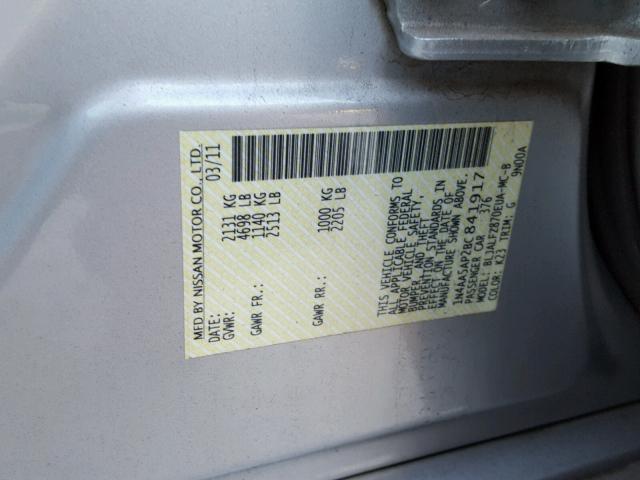 MFD. BY NISSAN MOTOR CO., LTD.
DATE: 03/11
GVWR: 2131 KG
4698 LB
GAWR FR.: 1140 KG
2513 LB
GAWR RR.: 1000 KG
2205 LB
THIS VEHICLE CONFORMS TO
ALL APPLICABLE FEDERAL
MOTOR VEHICLE SAFETY,
BUMPER, AND THEFT
PREVENTION STANDARDS IN
EFFECT ON THE DATE OF
MANUFACTURE SHOWN ABOVE.
1N4AA5AP2BC841917
PASSENGER CAR 376
MODEL: BLJALFZ870EUA-MC-B
COLOR: K23 TRIM: G 9N00A